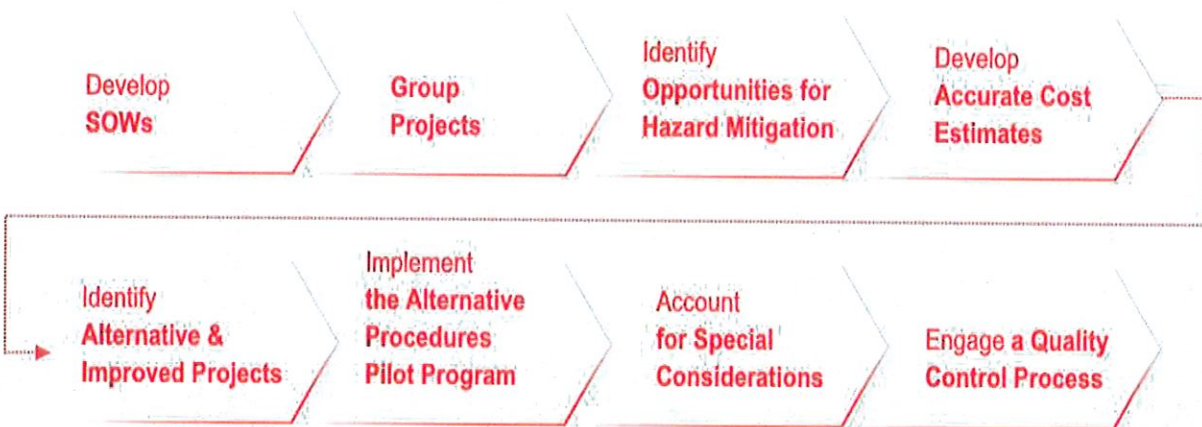 Develop
SOWs
Group
Projects
Identify
Opportunities for
Hazard Mitigation
Develop
Accurate Cost
Estimates
Identify
Alternative &
Improved Projects
Implement
the Alternative
Procedures
Pilot Program
Account
for Special
Considerations
Engage a Quality
Control Process